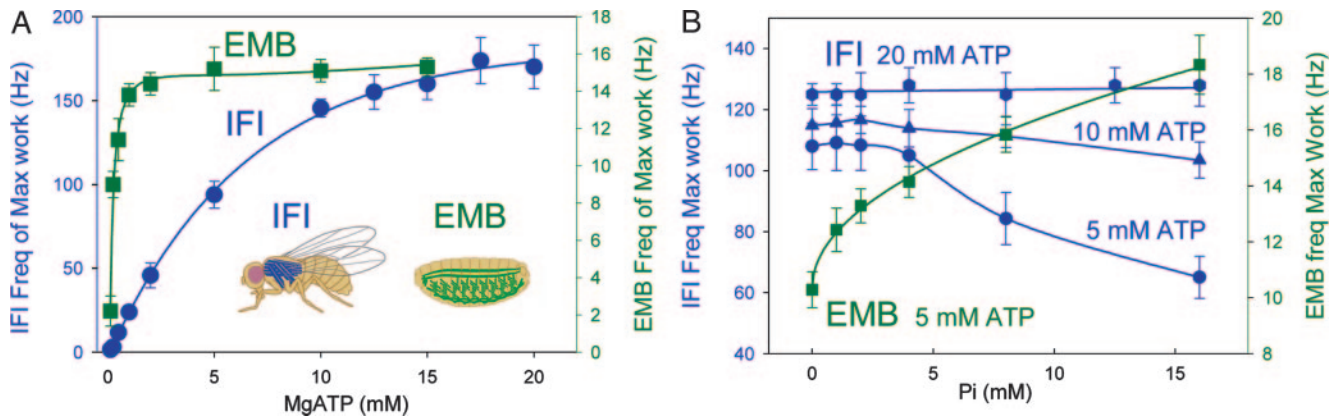 A
IFI Freq of Max work (Hz)
200
150
100
50
0
EMB
IFI
IFI
EMB
18
16
14
12
10
8
6
4
2
0
EMB Freq of Max work (Hz)
0
5
10
15
20
MgATP (mM)
B
IFI Freq Max work (Hz)
140
120
100
80
60
40
IFI 20 mM ATP
10 mM ATP
5 mM ATP
EMB 5 mM ATP
20
18
16
14
12
10
8
EMB freq Max Work (Hz)
0
5
10
15
Pi (mM)